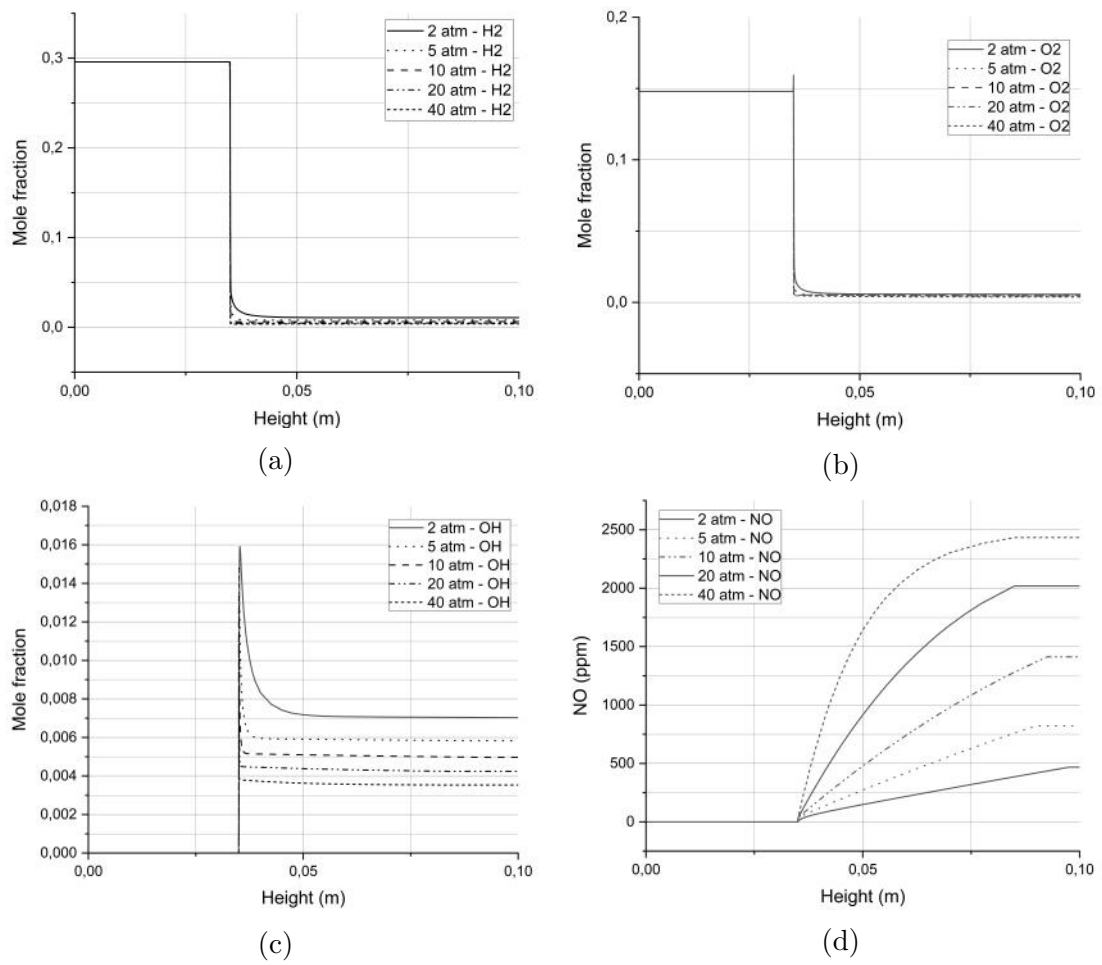 2 atm - H2
5 atm - H2
10 atm - H2
20 atm - H2
40 atm - H2
0,3
0,2
0,1
0,0
Mole fraction
0,00
0,05
0,10
Height (m)
(a)
2 atm - O2
5 atm - O2
10 atm - O2
20 atm - O2
40 atm - O2
0,2
0,1
0,0
Mole fraction
0,00
0,05
0,10
Height (m)
(b)
2 atm - OH
5 atm - OH
10 atm - OH
20 atm - OH
40 atm - OH
0,018
0,016
0,014
0,012
0,010
0,008
0,006
0,004
0,002
0,000
Mole fraction
0,00
0,05
0,10
Height (m)
(c)
2 atm - NO
5 atm - NO
10 atm - NO
20 atm - NO
40 atm - NO
2500
2000
1500
1000
500
0
NO (ppm)
0,00
0,05
0,10
Height (m)
(d)